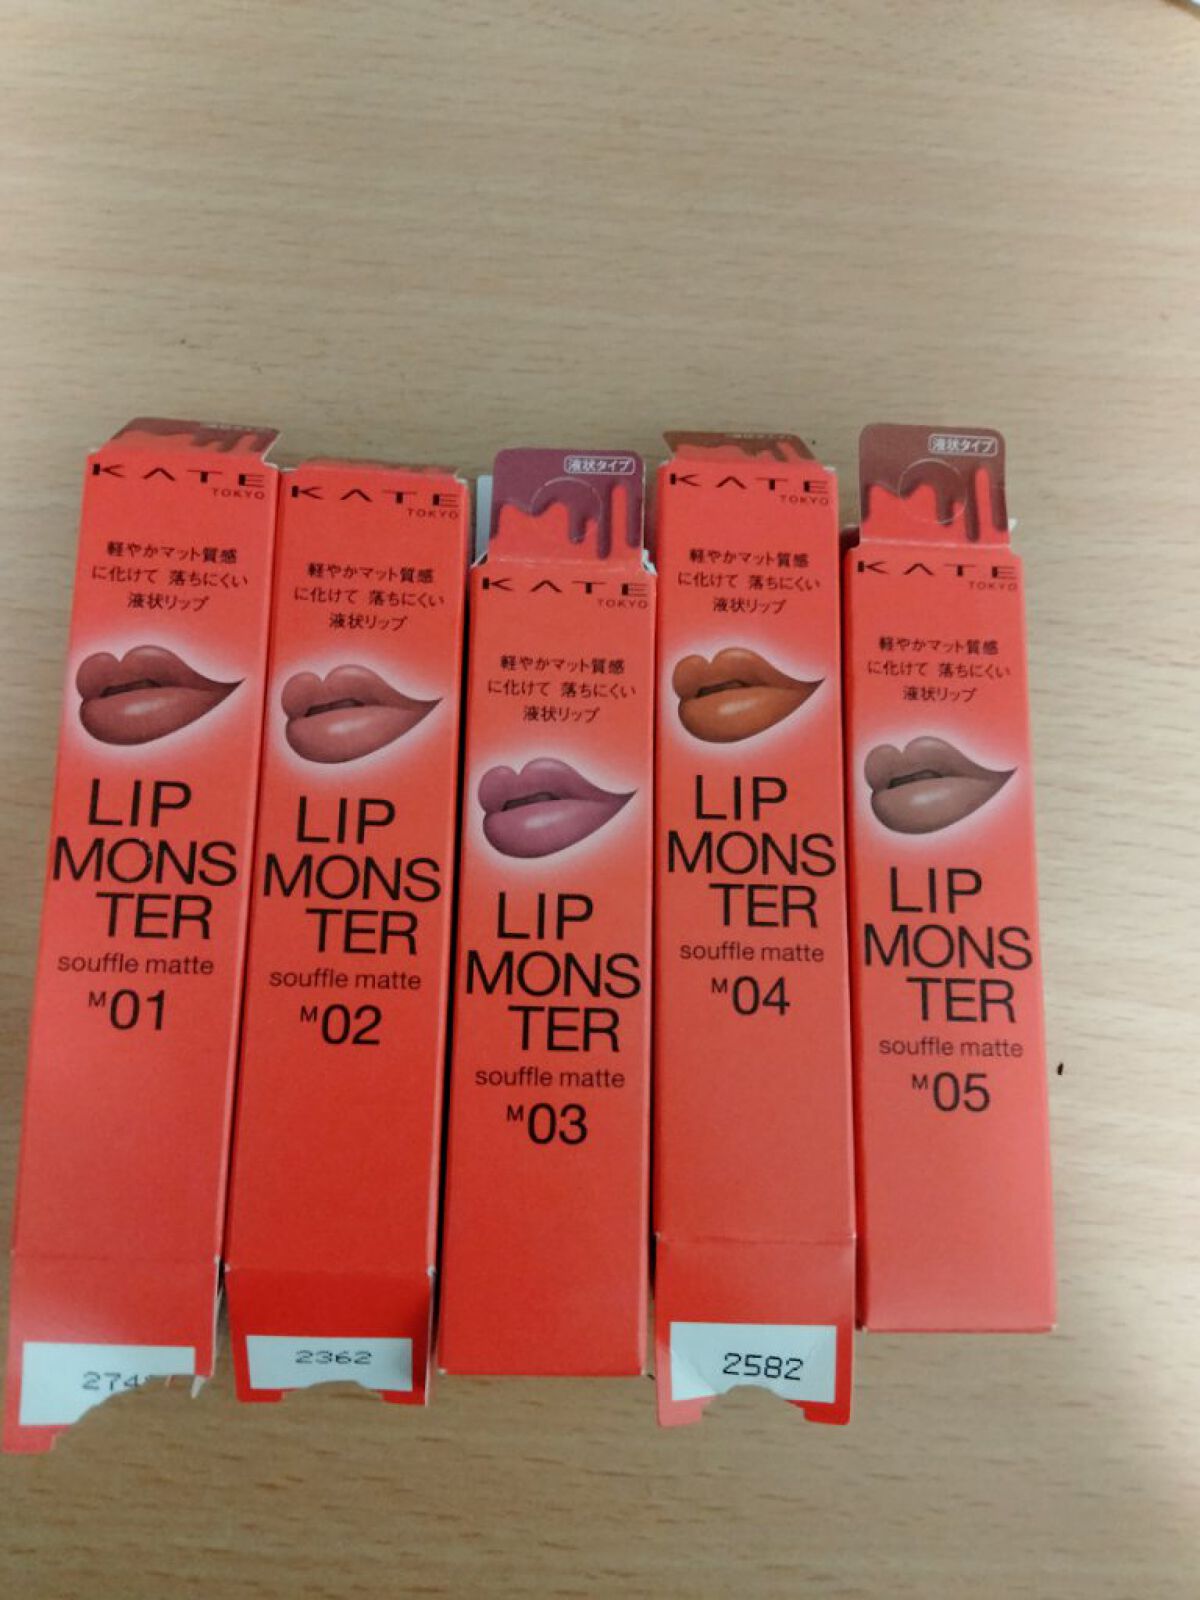 KATE
TOKYO
軽やかマット質感
に化けて 落ちにくい
液状リップ
LIP
MONS
TER
souffle matte
M01
KATE
TOKYO
軽やかマット質感
に化けて 落ちにくい
液状リップ
LIP
MONS
TER
souffle matte
M02
2362
液状タイプ
KATE
TOKYO
軽やかマット質感
に化けて 落ちにくい
液状リップ
LIP
MONS
TER
souffle matte
M03
KATE
TOKYO
軽やかマット質感
に化けて 落ちにくい
液状リップ
LIP
MONS
TER
souffle matte
M04
2582
液状タイプ
KATE
TOKYO
軽やかマット質感
に化けて 落ちにくい
液状リップ
LIP
MONS
TER
souffle matte
M05